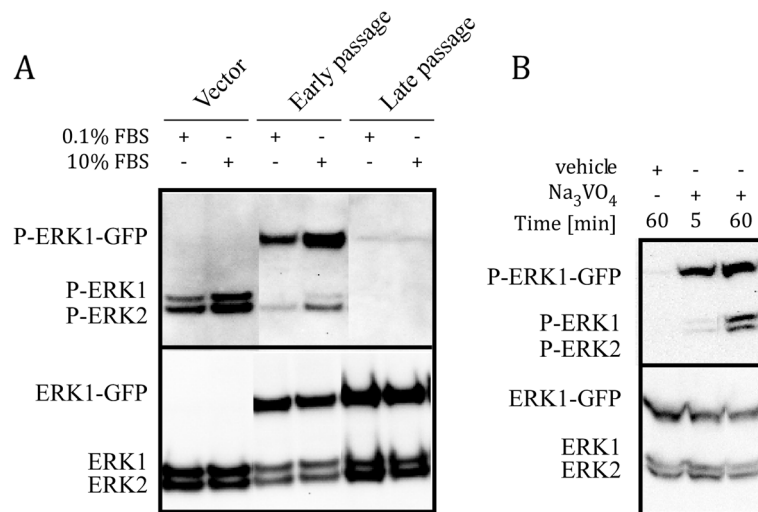 A
Vector
Early passage
Late passage
0.1% FBS + - + - + -
10% FBS - + - + - +
P-ERK1-GFP
P-ERK1
P-ERK2
ERK1-GFP
ERK1
ERK2
B
vehicle + - -
Na₃VO₄ - + +
Time [min] 60 5 60
P-ERK1-GFP
P-ERK1
P-ERK2
ERK1-GFP
ERK1
ERK2